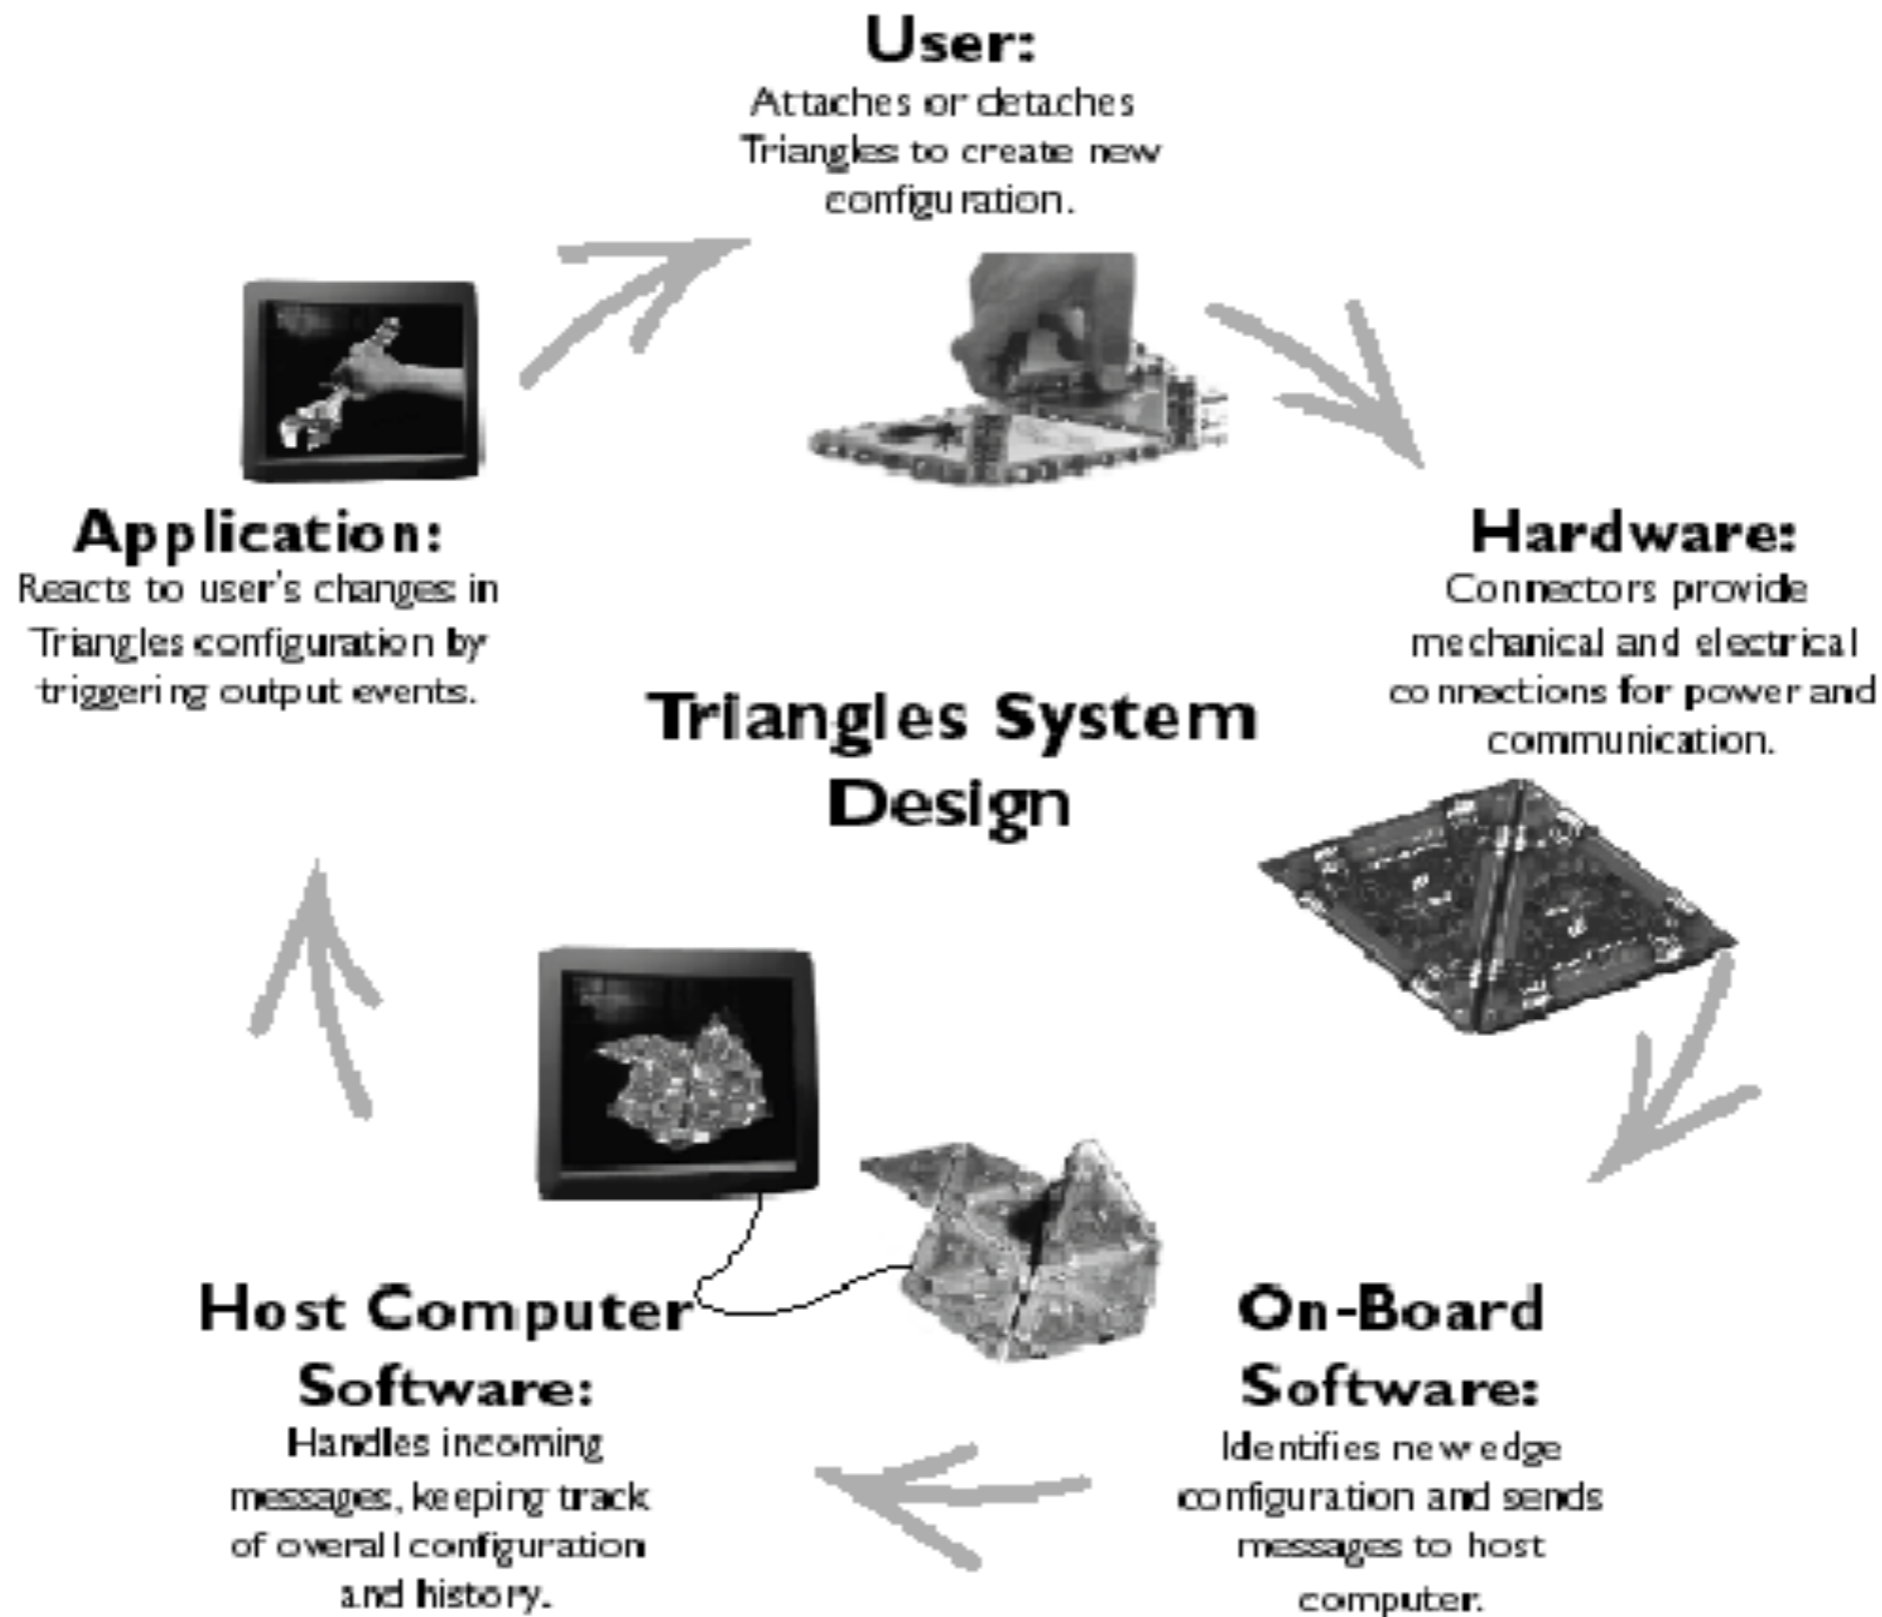 User:
Attaches or detaches
Triangles to create new
configuration.
Application:
Reacts to user's changes in
Triangles configuration by
triggering output events.
Hardware:
Connectors provide
mechanical and electrical
connections for power and
communication.
Triangles System
Design
On-Board
Software:
Identifies new edge
configuration and sends
messages to host
computer.
Host Computer
Software:
Handles incoming
messages, keeping track
of overall configuration
and history.